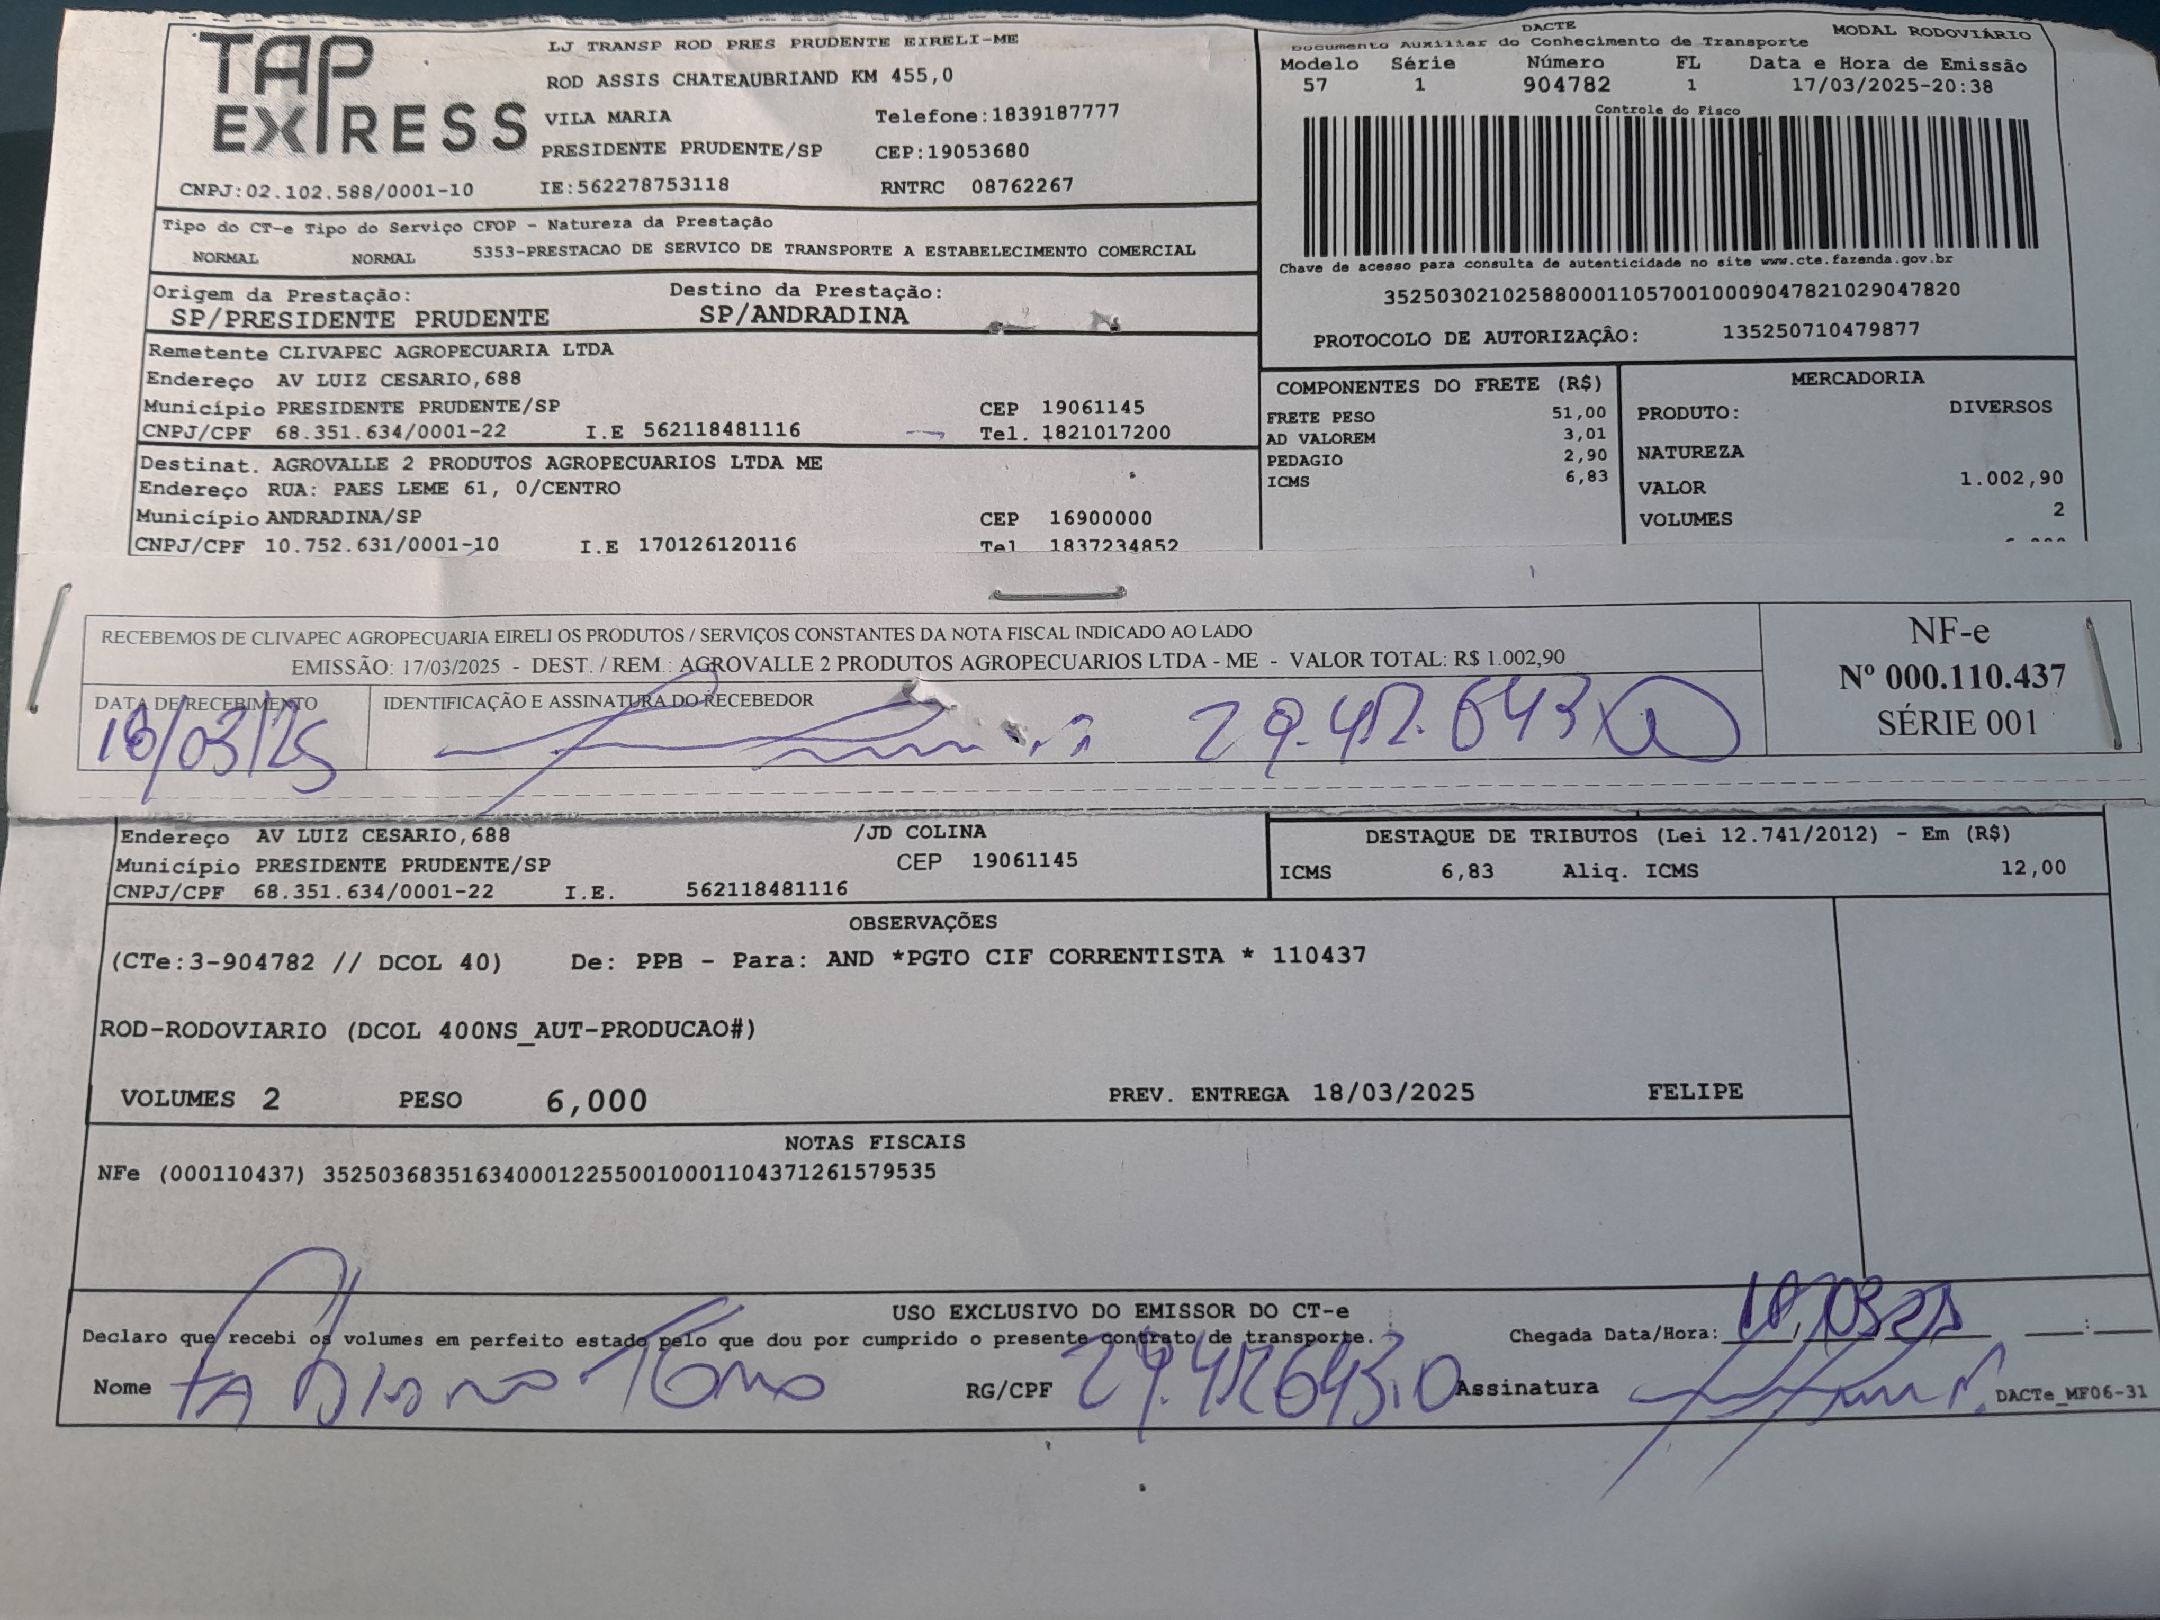 TAP EXPRESS
LJ TRANSP ROD PRES PRUDENTE EIRELI-ME
ROD ASSIS CHATEAUBRIAND KM 455,0
VILA MARIA Telefone:1839187777
PRESIDENTE PRUDENTE/SP CEP:19053680
CNPJ:02.102.588/0001-10 IE:562278753118 RNTRC 08762267
DACTE MODAL RODOVIÁRIO
Documento Auxiliar do Conhecimento de Transporte
Modelo Série Número FL Data e Hora de Emissão
57 1 904782 1 17/03/2025-20:38
Controle do Fisco
Chave de acesso para consulta de autenticidade no site www.cte.fazenda.gov.br
35250302102588000110570010009047821029047820
PROTOCOLO DE AUTORIZAÇÂO: 135250710479877
Tipo do CT-e Tipo do Serviço CFOP - Natureza da Prestação
NORMAL NORMAL 5353-PRESTACAO DE SERVICO DE TRANSPORTE A ESTABELECIMENTO COMERCIAL
Origem da Prestação: Destino da Prestação:
SP/PRESIDENTE PRUDENTE SP/ANDRADINA
Remetente CLIVAPEC AGROPECUARIA LTDA
Endereço AV LUIZ CESARIO,688
Município PRESIDENTE PRUDENTE/SP CEP 19061145
CNPJ/CPF 68.351.634/0001-22 I.E 562118481116 Tel. 1821017200
Destinat. AGROVALLE 2 PRODUTOS AGROPECUARIOS LTDA ME
Endereço RUA: PAES LEME 61, 0/CENTRO
Município ANDRADINA/SP CEP 16900000
CNPJ/CPF 10.752.631/0001-10 I.E 170126120116 Tel 1837234852
COMPONENTES DO FRETE (R$)
FRETE PESO 51,00
AD VALOREM 3,01
PEDAGIO 2,90
ICMS 6,83
MERCADORIA
PRODUTO: DIVERSOS
NATUREZA
VALOR 1.002,90
VOLUMES 2
RECEBEMOS DE CLIVAPEC AGROPECUARIA EIRELI OS PRODUTOS / SERVIÇOS CONSTANTES DA NOTA FISCAL INDICADO AO LADO
EMISSÃO: 17/03/2025 - DEST. / REM.: AGROVALLE 2 PRODUTOS AGROPECUARIOS LTDA - ME - VALOR TOTAL: R$ 1.002,90
DATA DE RECEBIMENTO IDENTIFICAÇÃO E ASSINATURA DO RECEBEDOR
18/03/25
NF-e
Nº 000.110.437
SÉRIE 001
Endereço AV LUIZ CESARIO,688 /JD COLINA
Município PRESIDENTE PRUDENTE/SP CEP 19061145
CNPJ/CPF 68.351.634/0001-22 I.E. 562118481116
DESTAQUE DE TRIBUTOS (Lei 12.741/2012) - Em (R$)
ICMS 6,83 Aliq. ICMS 12,00
OBSERVAÇÕES
(CTe:3-904782 // DCOL 40) De: PPB - Para: AND *PGTO CIF CORRENTISTA * 110437
ROD-RODOVIARIO (DCOL 400NS_AUT-PRODUCAO#)
VOLUMES 2 PESO 6,000 PREV. ENTREGA 18/03/2025 FELIPE
NOTAS FISCAIS
NFe (000110437) 35250368351634000122550010001104371261579535
USO EXCLUSIVO DO EMISSOR DO CT-e
Declaro que recebi os volumes em perfeito estado pelo que dou por cumprido o presente contrato de transporte. Chegada Data/Hora: 18/03/25 __:__
Nome RG/CPF Assinatura DACTe_MF06-31